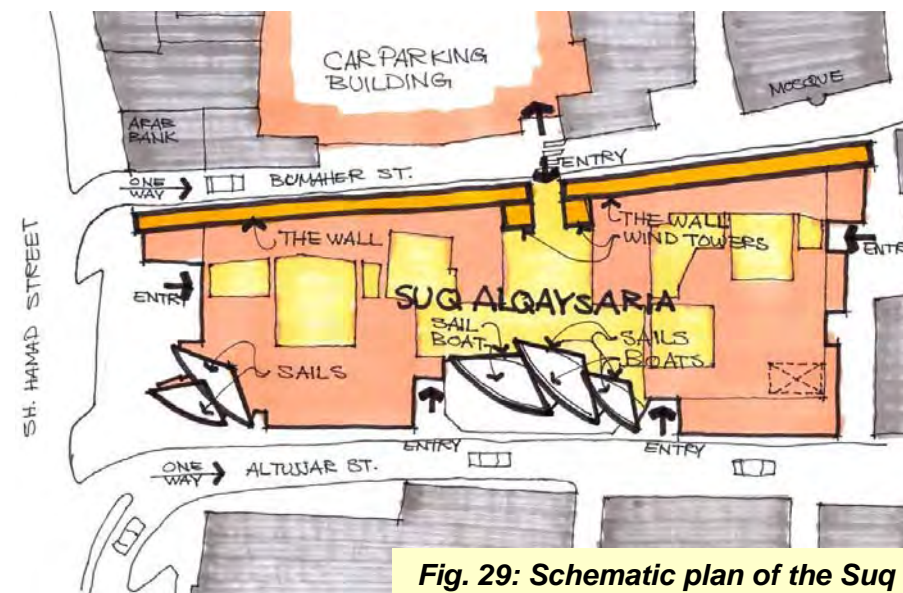 CAR PARKING
BUILDING
MOSQUE
ARAB
BANK
ENTRY
ONE
WAY
BUMAHER ST.
THE WALL
THE WALL
WIND TOWERS
ENTR
SH. HAMAD STREET
ENTRY
SUQ ALQAYSARIA
SAIL
BOAT
SAILS
BOATS
SAILS
ENTRY
ENTRY
ONE
WAY
ALTUJJAR ST.
Fig. 29: Schematic plan of the Suq